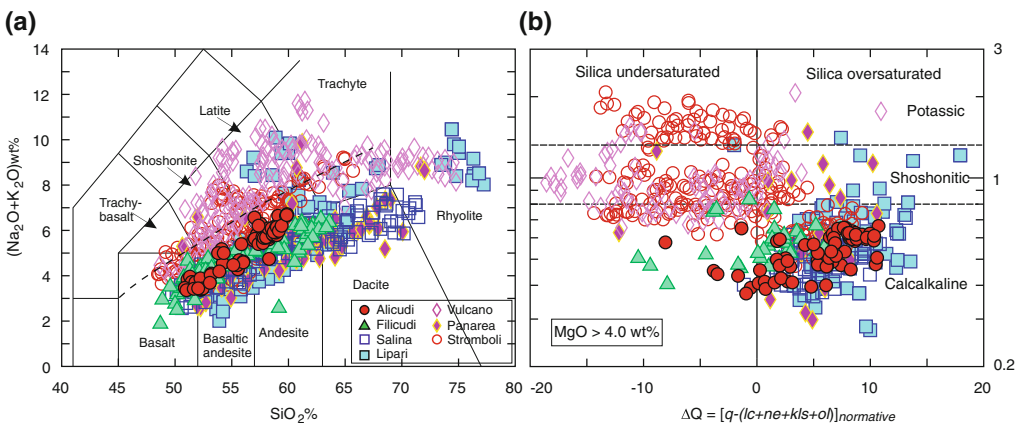 (a)
(Na2O+K2O)wt%
14
12
10
8
6
4
2
0
40 45 50 55 60 65 70 75 80
SiO2%
Trachyte
Latite
Shoshonite
Trachy-
basalt
Rhyolite
Dacite
Andesite
Basaltic
andesite
Basalt
Alicudi
Filicudi
Salina
Lipari
Vulcano
Panarea
Stromboli
(b)
Silica undersaturated
Silica oversaturated
Potassic
Shoshonitic
Calcalkaline
MgO > 4.0 wt%
3
1
0.2
-20 -10 0 10 20
ΔQ = [q-(lc+ne+kls+ol)]normative